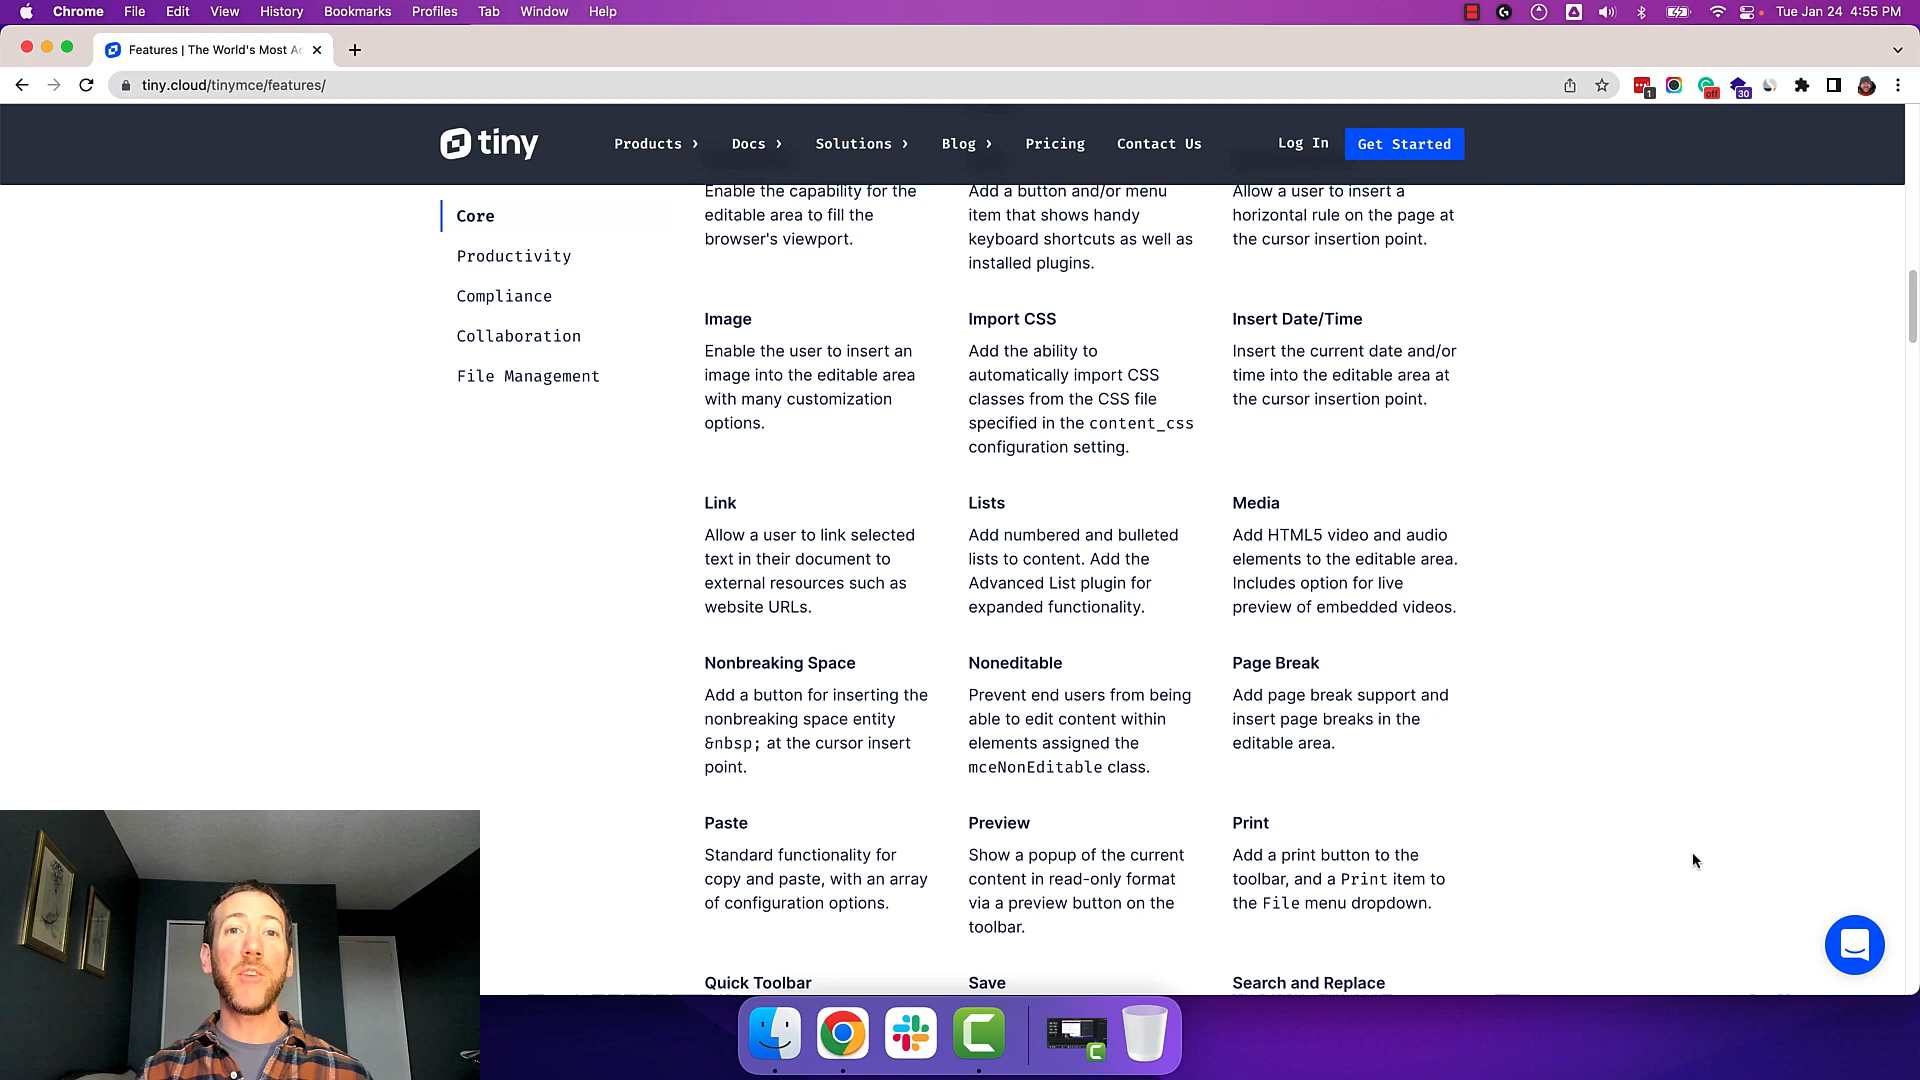 Chrome File Edit View History Bookmarks Profiles Tab Window Help
Tue Jan 24 4:55 PM
Features | The World's Most Ad
tiny.cloud/tinymce/features/
1
off
30
tiny
Products Docs Solutions Blog Pricing Contact Us Log In Get Started
Core
Productivity
Compliance
Collaboration
File Management
Enable the capability for the
editable area to fill the
browser's viewport.
Add a button and/or menu
item that shows handy
keyboard shortcuts as well as
installed plugins.
Allow a user to insert a
horizontal rule on the page at
the cursor insertion point.
Image
Enable the user to insert an
image into the editable area
with many customization
options.
Import CSS
Add the ability to
automatically import CSS
classes from the CSS file
specified in the content_css
configuration setting.
Insert Date/Time
Insert the current date and/or
time into the editable area at
the cursor insertion point.
Link
Allow a user to link selected
text in their document to
external resources such as
website URLs.
Lists
Add numbered and bulleted
lists to content. Add the
Advanced List plugin for
expanded functionality.
Media
Add HTML5 video and audio
elements to the editable area.
Includes option for live
preview of embedded videos.
Nonbreaking Space
Add a button for inserting the
nonbreaking space entity
&nbsp; at the cursor insert
point.
Noneditable
Prevent end users from being
able to edit content within
elements assigned the
mceNonEditable class.
Page Break
Add page break support and
insert page breaks in the
editable area.
Paste
Standard functionality for
copy and paste, with an array
of configuration options.
Preview
Show a popup of the current
content in read-only format
via a preview button on the
toolbar.
Print
Add a print button to the
toolbar, and a Print item to
the File menu dropdown.
Quick Toolbar
Save
Search and Replace